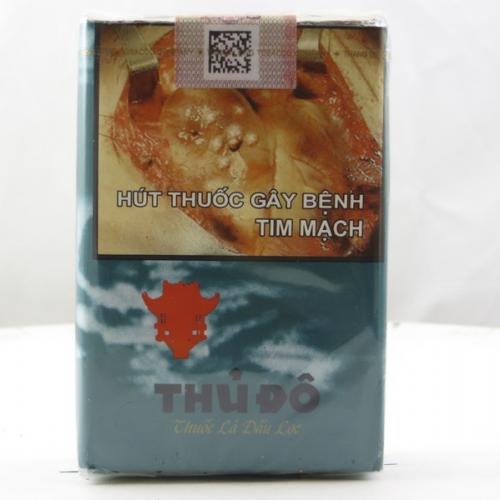 HÚT THUỐC GÂY BỆNH
TIM MẠCH
THỦ ĐÔ
Thuốc Lá Đầu Lọc